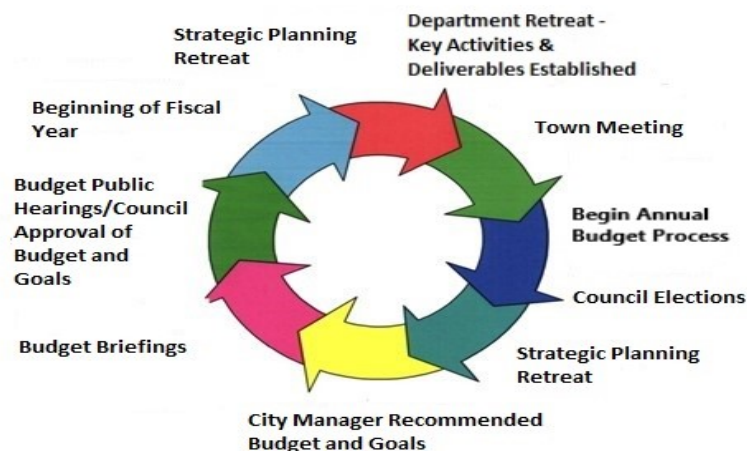 Strategic Planning
Retreat
Department Retreat -
Key Activities &
Deliverables Established
Town Meeting
Begin Annual
Budget Process
Council Elections
Strategic Planning
Retreat
City Manager Recommended
Budget and Goals
Budget Briefings
Budget Public
Hearings/Council
Approval of
Budget and
Goals
Beginning of Fiscal
Year